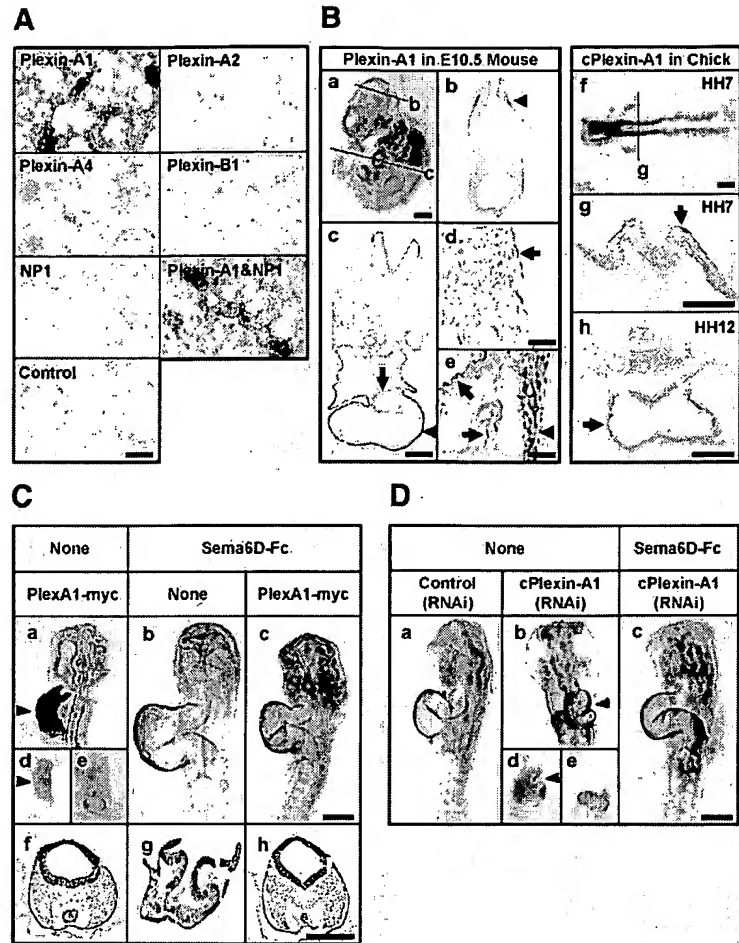 A
Plexin-A1
Plexin-A2
Plexin-A4
Plexin-B1
NP1
Plexin-A1&NP1
Control
B
Plexin-A1 in E10.5 Mouse
a
b
b
c
c
d
e
cPlexin-A1 in Chick
f
HH7
g
g
HH7
h
HH12
C
None
Sema6D-Fc
PlexA1-myc
None
PlexA1-myc
a
b
c
d
e
f
g
h
D
None
Sema6D-Fc
Control
(RNAi)
cPlexin-A1
(RNAi)
cPlexin-A1
(RNAi)
a
b
c
d
e